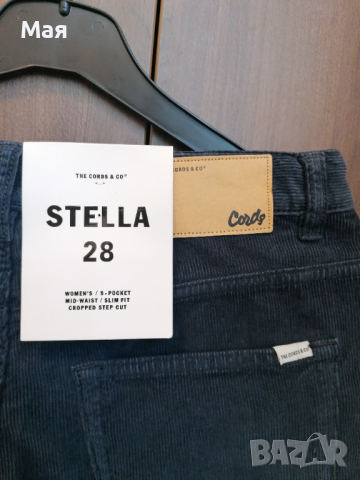 Мая
THE CORDS & CO
STELLA
28
WOMEN'S / 5-POCKET
MID-WAIST / SLIM FIT
CROPPED STEP CUT
CORDS & CO
Cords
THE CORDS & CO
BAZAR